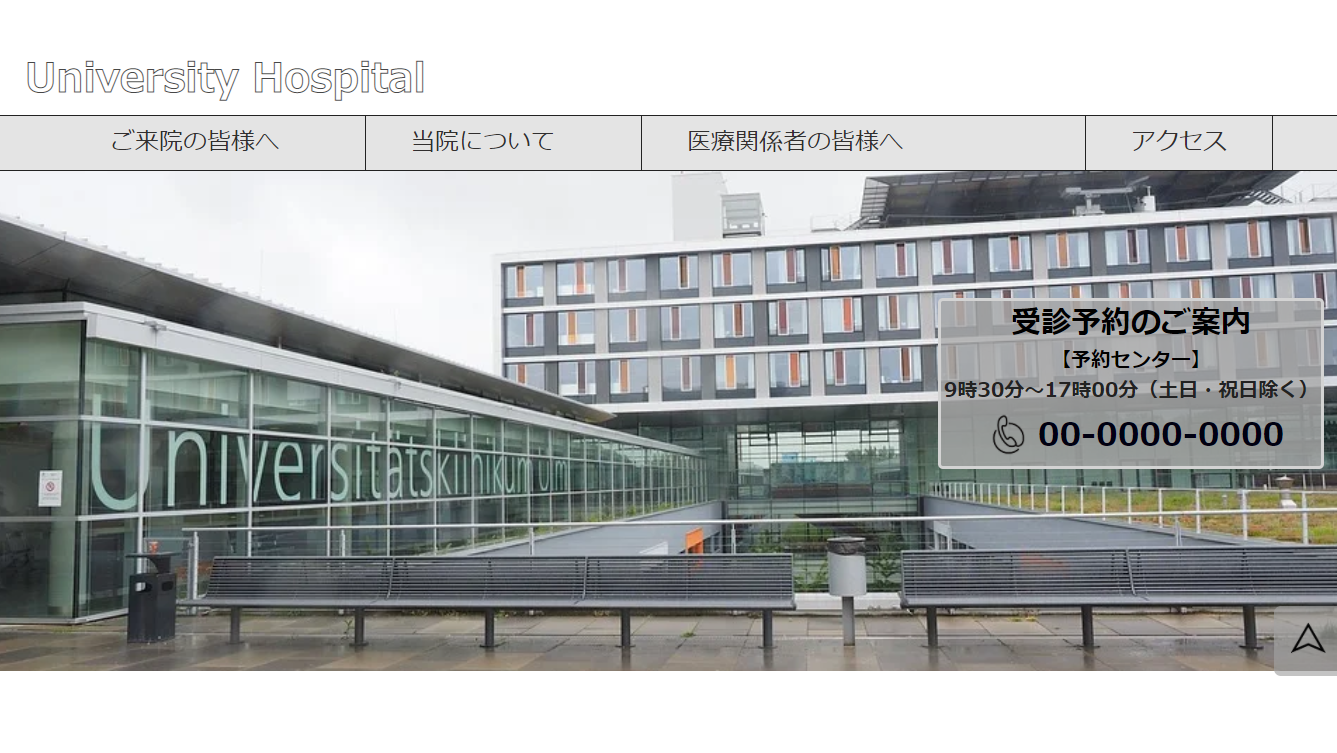 University Hospital
ご来院の皆様へ
当院について
医療関係者の皆様へ
アクセス
受診予約のご案内
【予約センター】
9時30分～17時00分（土日・祝日除く）
00-0000-0000
Universitätsklinikum Ulm